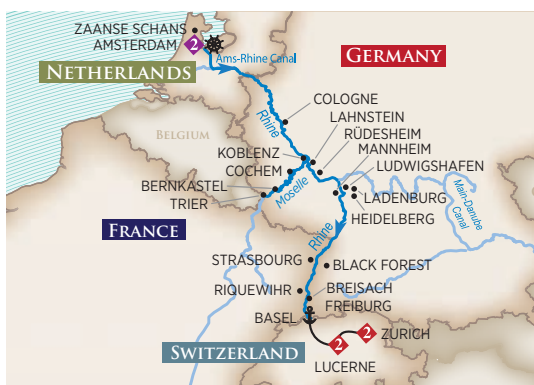 ZAANSE SCHANS
AMSTERDAM
2
Ams-Rhine Canal
GERMANY
NETHERLANDS
COLOGNE
LAHNSTEIN
Rhine
RÜDESHEIM
BELGIUM
MANNHEIM
KOBLENZ
LUDWIGSHAFEN
COCHEM
BERNKASTEL
Moselle
LADENBURG
TRIER
HEIDELBERG
Main-Danube
Canal
FRANCE
Rhine
STRASBOURG
BLACK FOREST
RIQUEWIHR
BREISACH
FREIBURG
BASEL
2
2
ZÜRICH
SWITZERLAND
LUCERNE